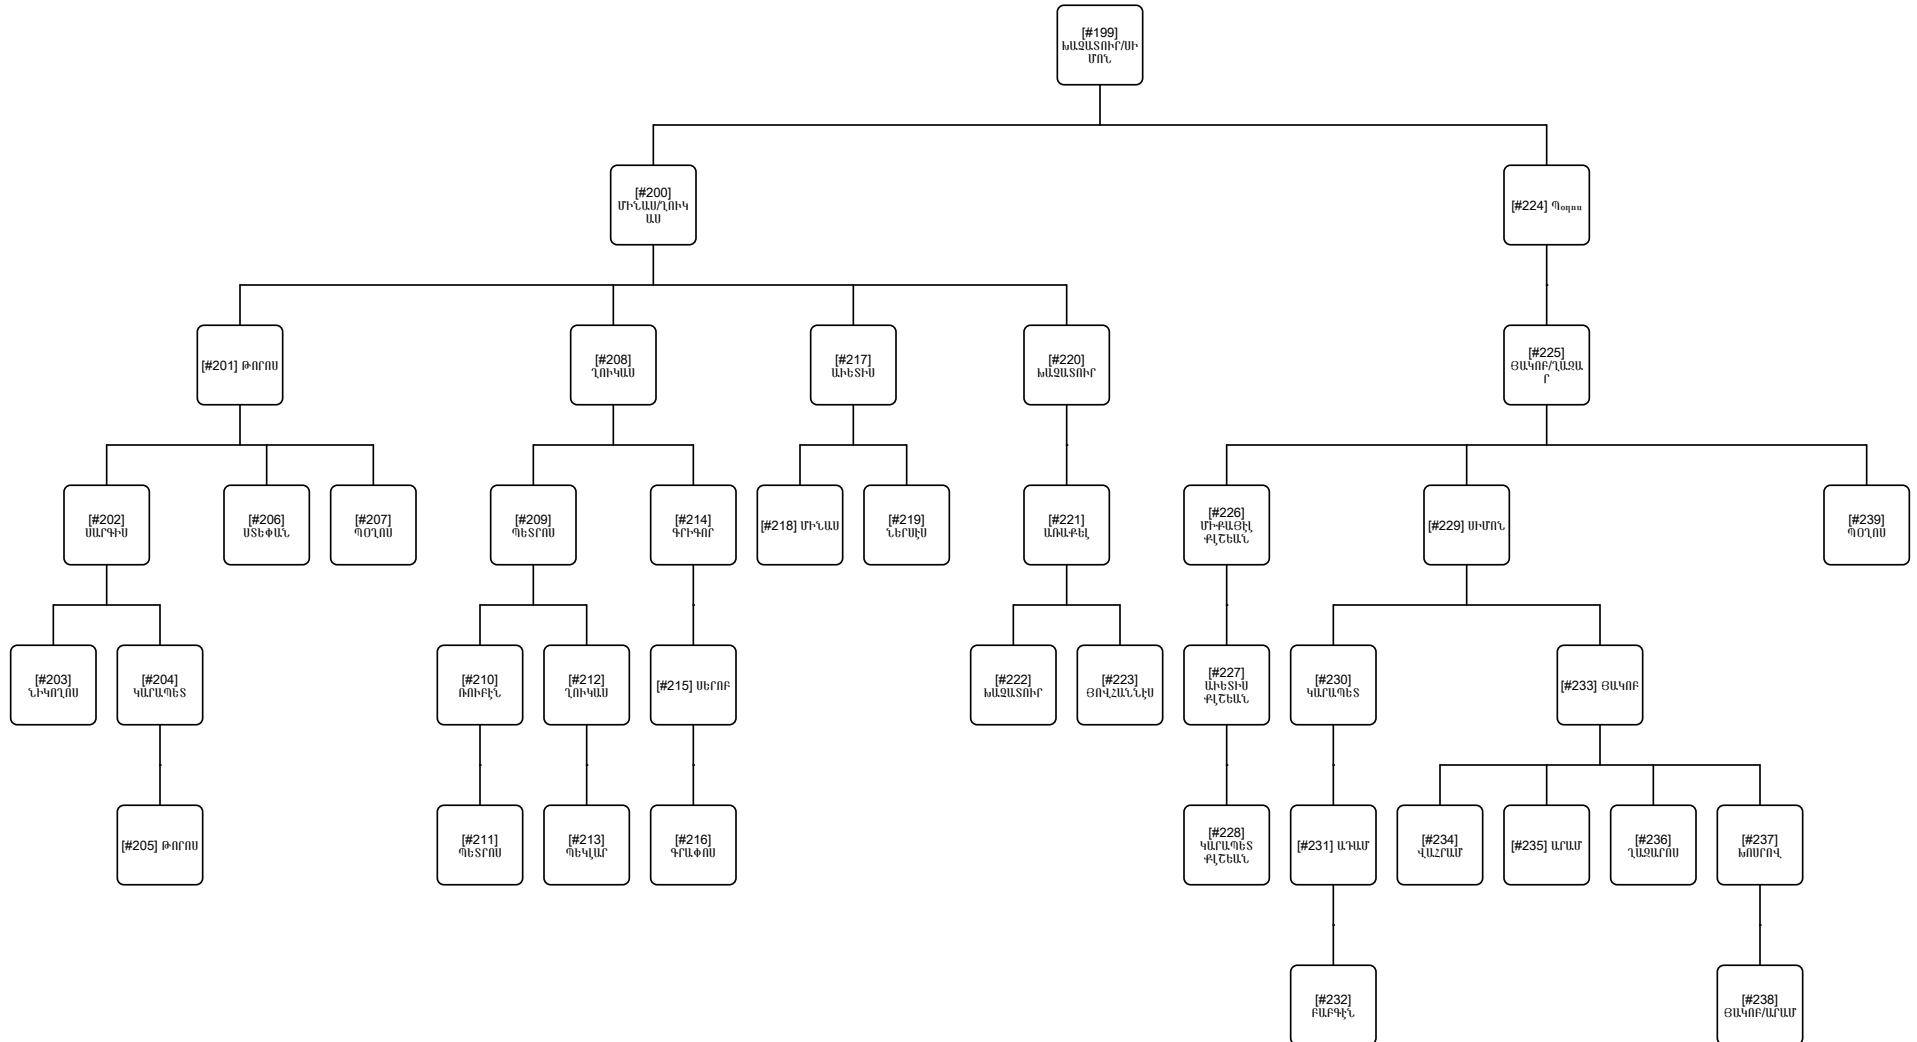 [#199]
ԽԱՉԱՏՈՒՐ/ՍԻ
ՄՈՆ
[#200]
ՄԻՆԱՍ/ՂՈՒԿ
ԱՍ
[#224] Պօղոս
[#201] ԹՈՐՈՍ
[#208]
ՂՈՒԿԱՍ
[#217]
ԱՒԵՏԻՍ
[#220]
ԽԱՉԱՏՈՒՐ
[#225]
ՅԱԿՈԲ/ՂԱԶԱ
Ր
[#202]
ՍԱՐԳԻՍ
[#206]
ՍՏԵՓԱՆ
[#207]
ՊՕՂՈՍ
[#209]
ՊԵՏՐՈՍ
[#214]
ԳՐԻԳՈՐ
[#218] ՄԻՆԱՍ
[#219]
ՆԵՐՍԷՍ
[#221]
ԱՌԱՔԵԼ
[#226]
ՄԻՔԱՅԷԼ
ՔԼՇԵԱՆ
[#229] ՍԻՄՈՆ
[#239]
ՊՕՂՈՍ
[#203]
ՆԻԿՈՂՈՍ
[#204]
ԿԱՐԱՊԵՏ
[#210]
ՌՈՒԲԷՆ
[#212]
ՂՈՒԿԱՍ
[#215] ՍԵՐՈԲ
[#222]
ԽԱՉԱՏՈՒՐ
[#223]
ՅՈՎՀԱՆՆԷՍ
[#227]
ԱՒԵՏԻՍ
ՔԼՇԵԱՆ
[#230]
ԿԱՐԱՊԵՏ
[#233] ՅԱԿՈԲ
[#205] ԹՈՐՈՍ
[#211]
ՊԵՏՐՈՍ
[#213]
ՊԵԿԼԱՐ
[#216]
ԳՐԱՓՈՍ
[#228]
ԿԱՐԱՊԵՏ
ՔԼՇԵԱՆ
[#231] ԱԴԱՄ
[#234]
ՎԱՀՐԱՄ
[#235] ԱՐԱՄ
[#236]
ՂԱԶԱՐՈՍ
[#237]
ԽՈՍՐՈՎ
[#232]
ԲԱԲԳԷՆ
[#238]
ՅԱԿՈԲ/ԱՐԱՄ